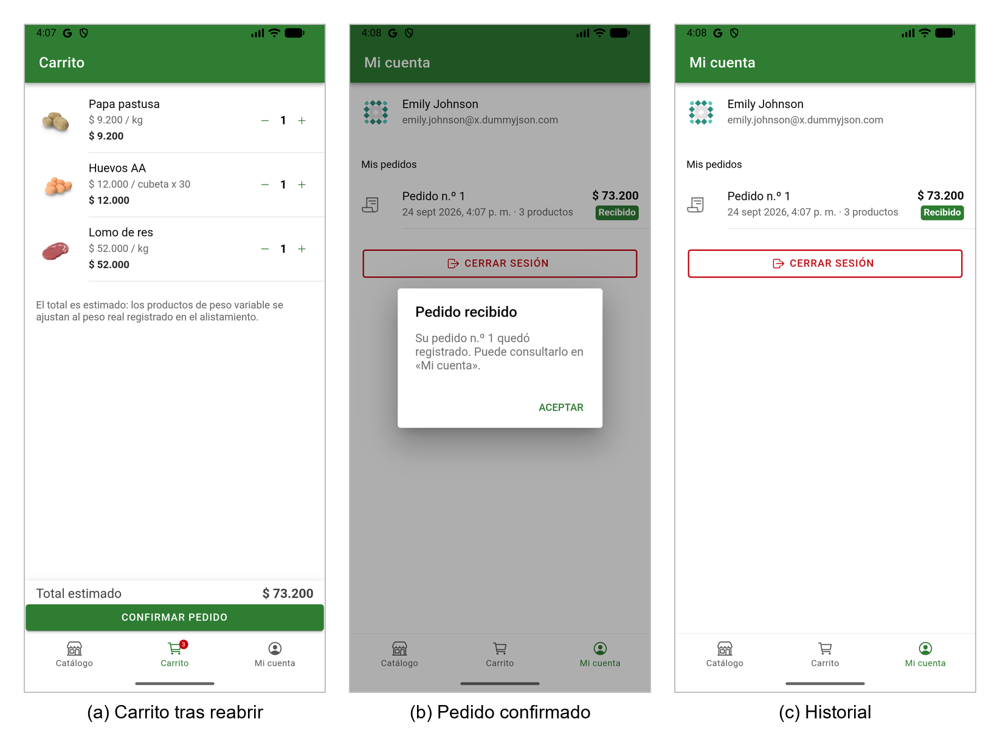 4:07
Carrito
Papa pastusa
$ 9.200 / kg
$ 9.200
− 1 +
Huevos AA
$ 12.000 / cubeta x 30
$ 12.000
− 1 +
Lomo de res
$ 52.000 / kg
$ 52.000
− 1 +
El total es estimado: los productos de peso variable se
ajustan al peso real registrado en el alistamiento.
Total estimado $ 73.200
CONFIRMAR PEDIDO
3
Catálogo Carrito Mi cuenta
(a) Carrito tras reabrir
4:08
Mi cuenta
Emily Johnson
emily.johnson@x.dummyjson.com
Mis pedidos
Pedido n.º 1 $ 73.200
24 sept 2026, 4:07 p. m. · 3 productos Recibido
CERRAR SESIÓN
Pedido recibido
Su pedido n.º 1 quedó
registrado. Puede consultarlo en
«Mi cuenta».
ACEPTAR
Catálogo Carrito Mi cuenta
(b) Pedido confirmado
4:08
Mi cuenta
Emily Johnson
emily.johnson@x.dummyjson.com
Mis pedidos
Pedido n.º 1 $ 73.200
24 sept 2026, 4:07 p. m. · 3 productos Recibido
CERRAR SESIÓN
Catálogo Carrito Mi cuenta
(c) Historial